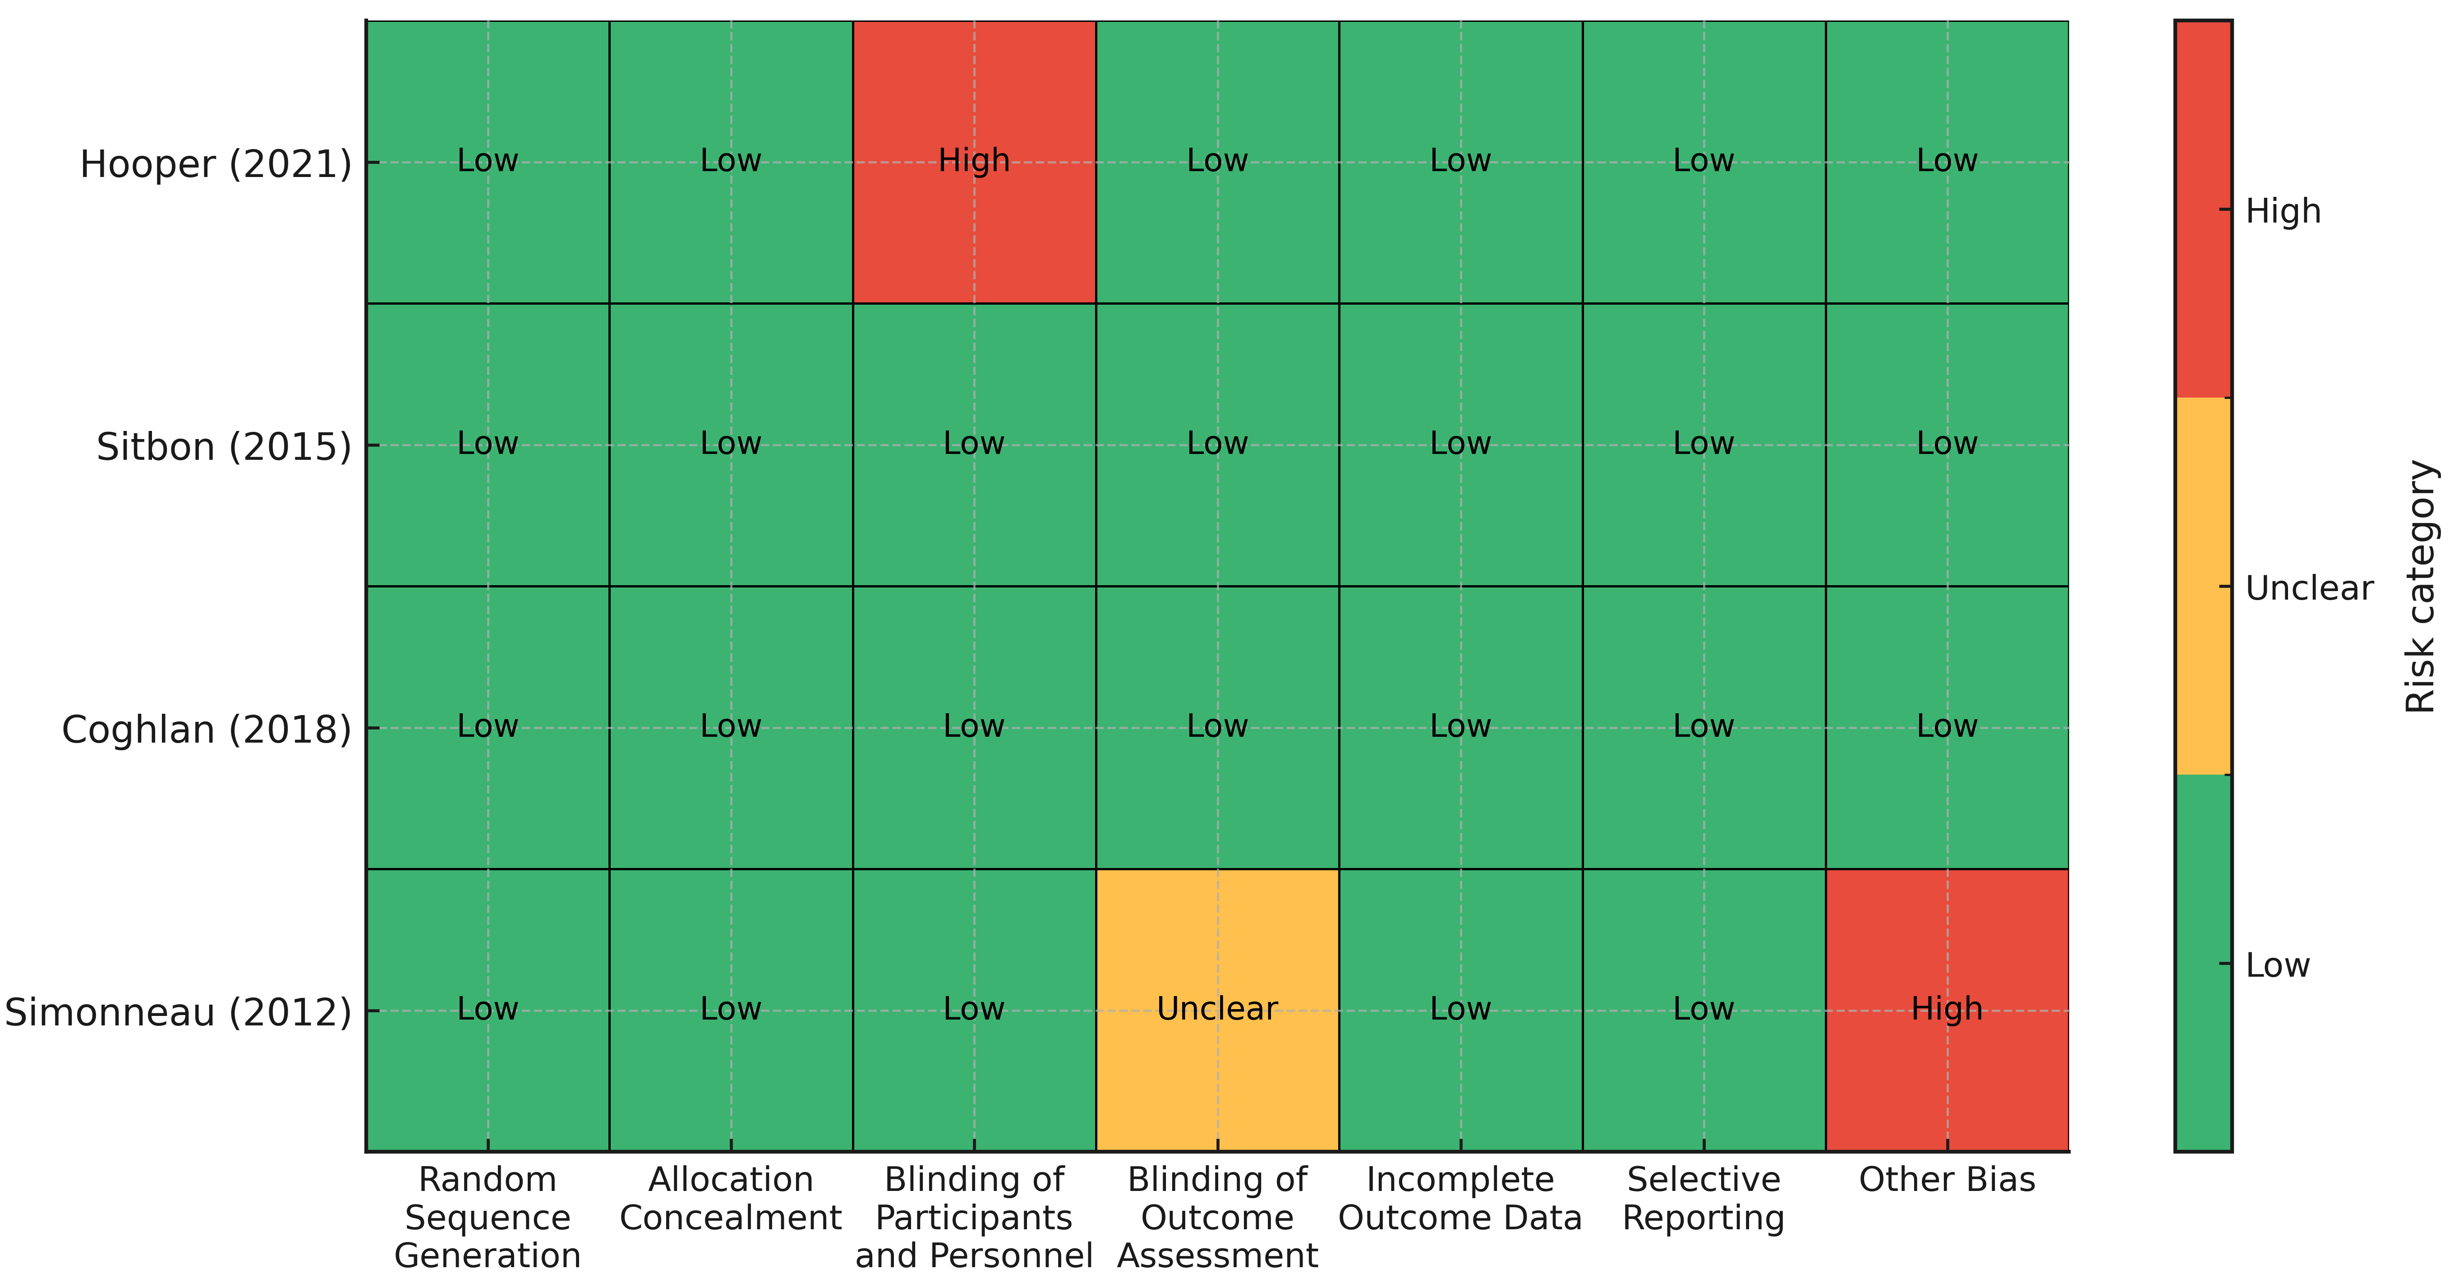 Hooper (2021)
Low Low High Low Low Low Low
Sitbon (2015)
Low Low Low Low Low Low Low
Coghlan (2018)
Low Low Low Low Low Low Low
Simonneau (2012)
Low Low Low Unclear Low Low High
Random
Sequence
Generation
Allocation
Concealment
Blinding of
Participants
and Personnel
Blinding of
Outcome
Assessment
Incomplete
Outcome Data
Selective
Reporting
Other Bias
High
Unclear
Low
Risk category